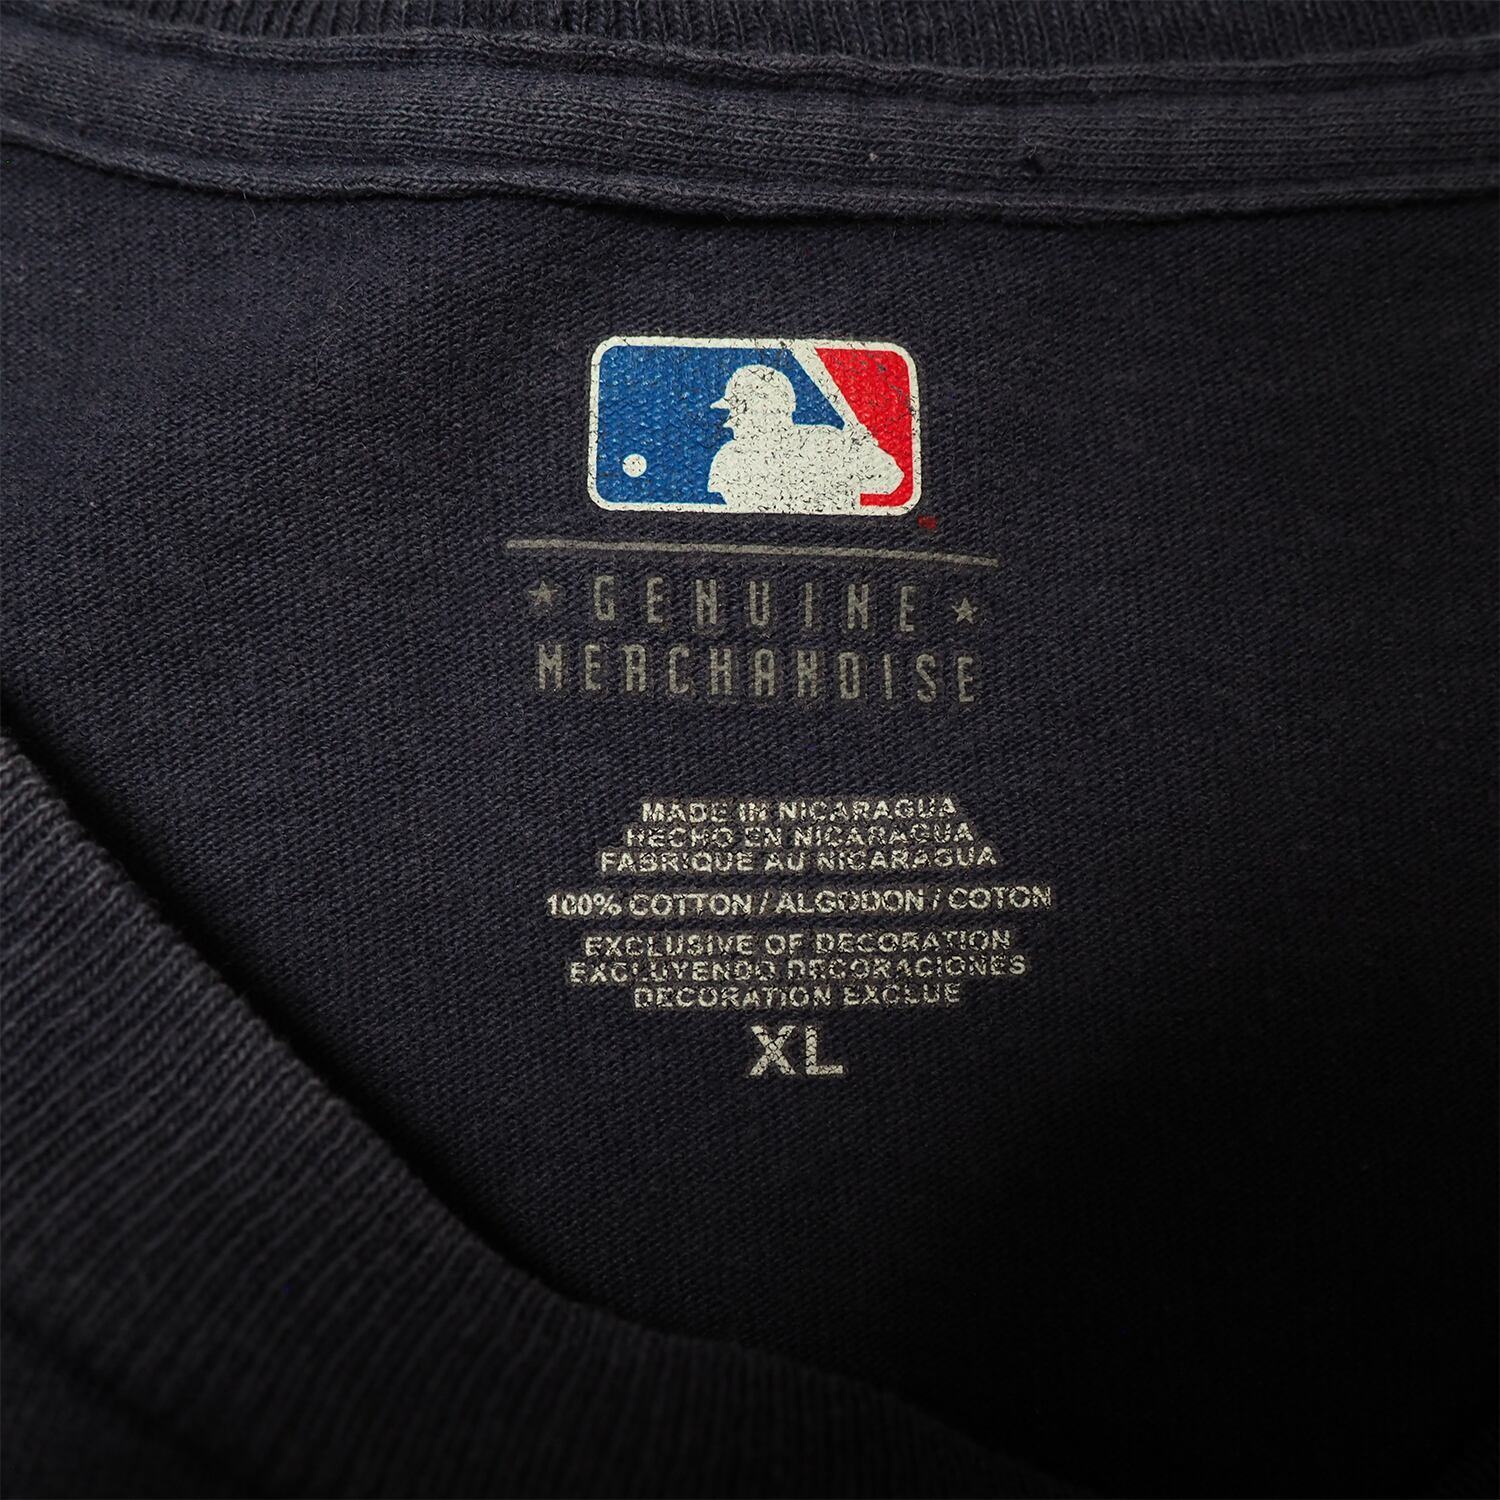 TM
★ GENUINE ★
MERCHANDISE
MADE IN NICARAGUA
HECHO EN NICARAGUA
FABRIQUE AU NICARAGUA
100% COTTON / ALGODON / COTON
EXCLUSIVE OF DECORATION
EXCLUYENDO DECORACIONES
DECORATION EXCLUE
XL